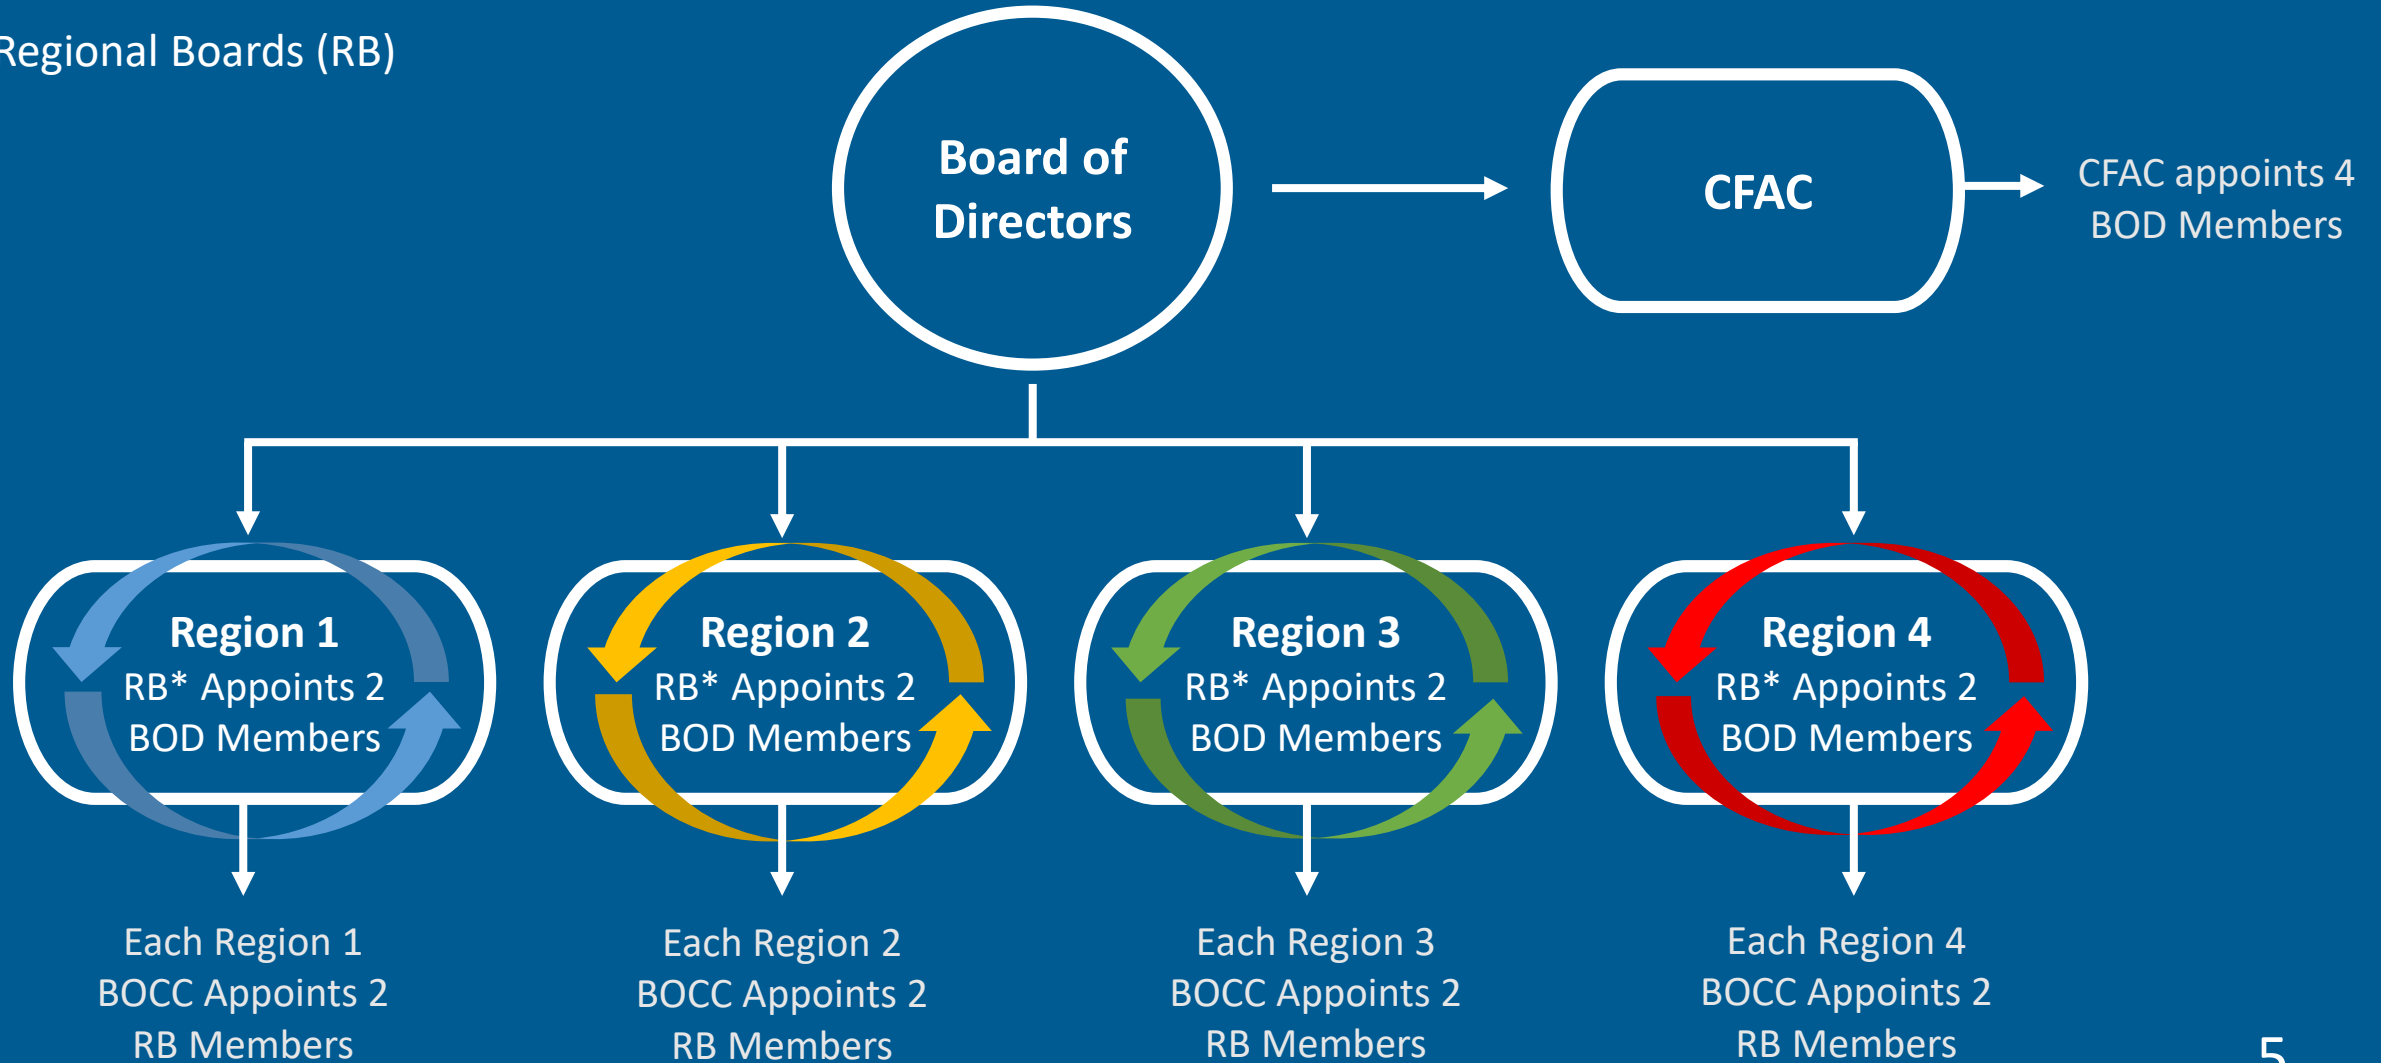 Regional Boards (RB)
Board of
Directors
CFAC
CFAC appoints 4
BOD Members
Region 1
RB* Appoints 2
BOD Members
Region 2
RB* Appoints 2
BOD Members
Region 3
RB* Appoints 2
BOD Members
Region 4
RB* Appoints 2
BOD Members
Each Region 1
BOCC Appoints 2
RB Members
Each Region 2
BOCC Appoints 2
RB Members
Each Region 3
BOCC Appoints 2
RB Members
Each Region 4
BOCC Appoints 2
RB Members
5